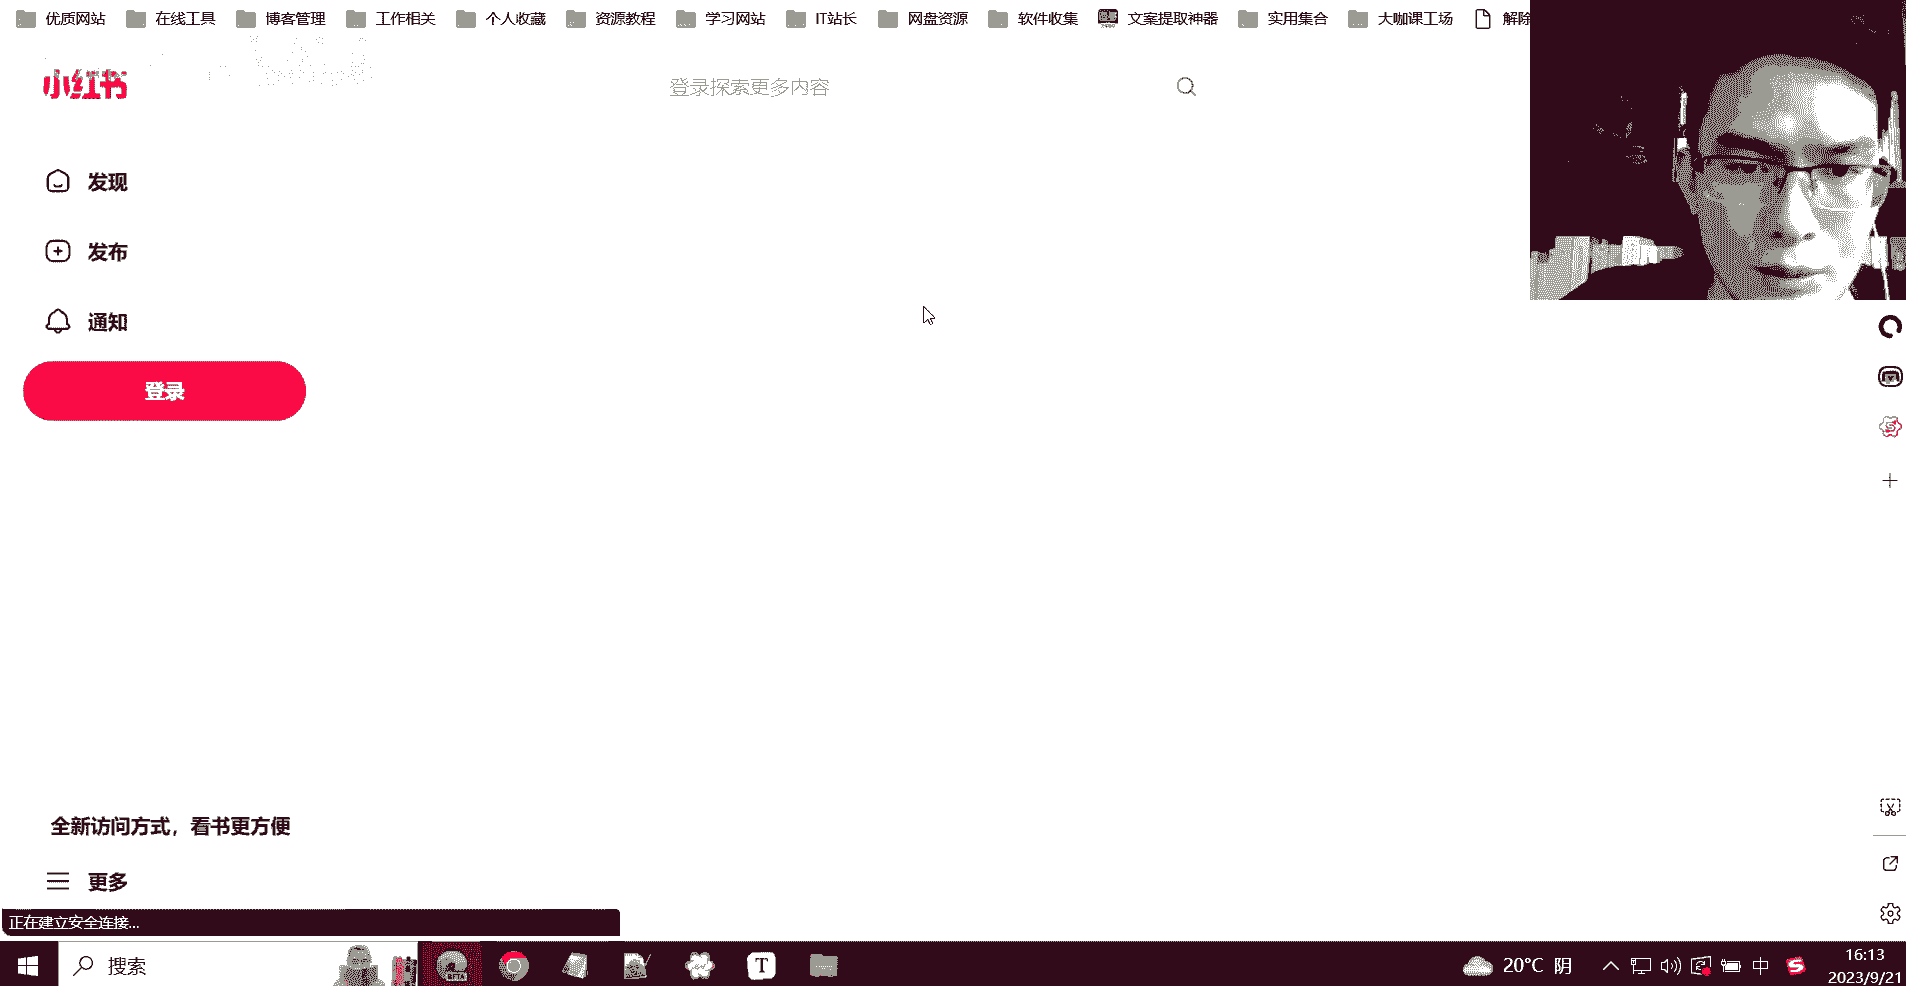 优质网站 在线工具 博客管理 工作相关 个人收藏 资源教程 学习网站 IT站长 网盘资源 软件收集 文案提取神器 实用集合 大咖课工场 解除
小红书
登录探索更多内容
发现
发布
通知
登录
全新访问方式，看书更方便
更多
正在建立安全连接...
搜索
BETA
T
20°C 阴
中
S
16:13
2023/9/21